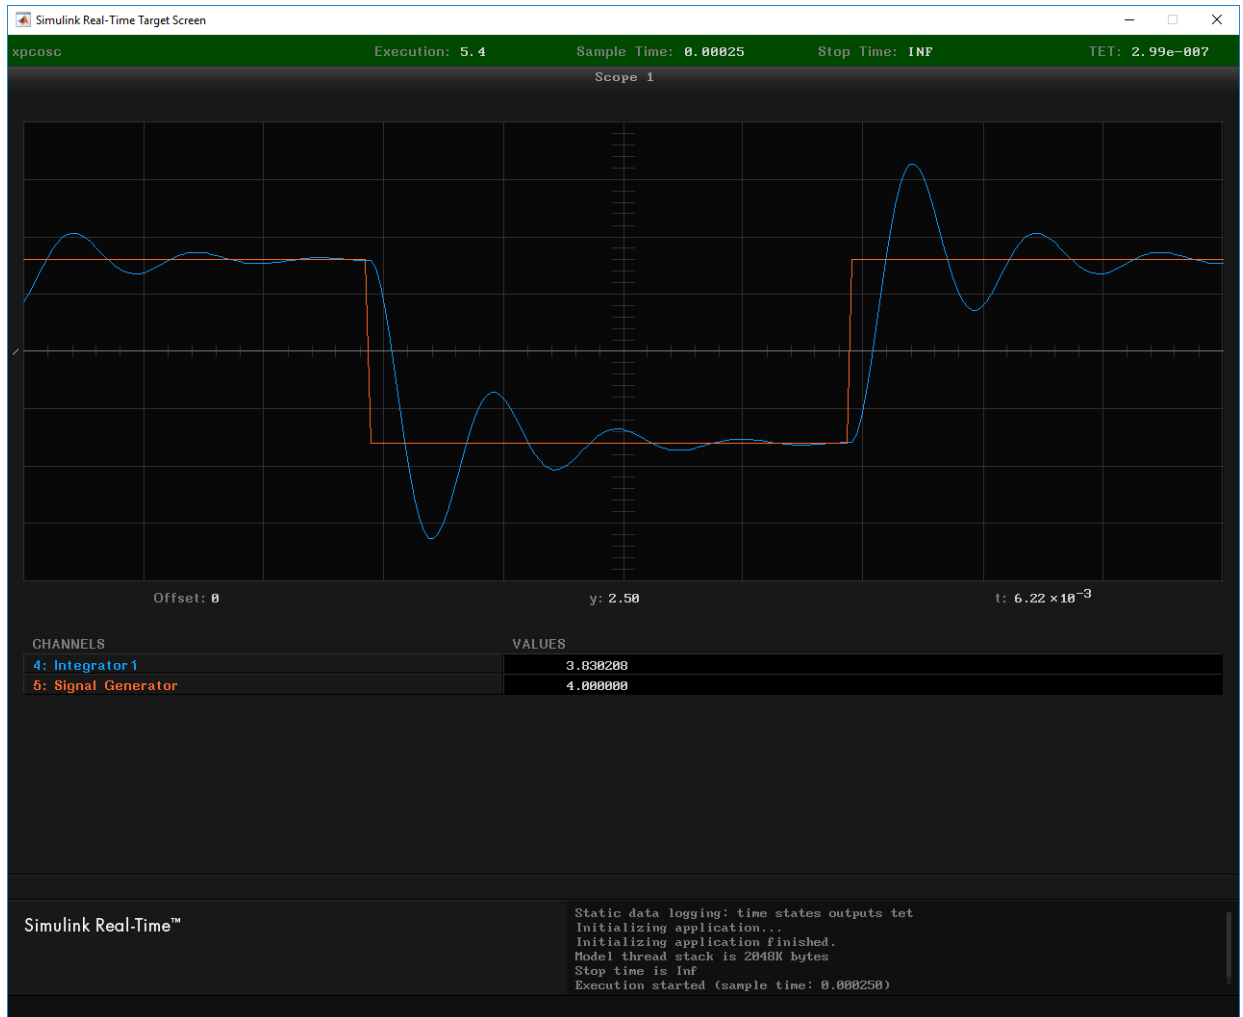 Simulink Real-Time Target Screen
xpcosc Execution: 5.4 Sample Time: 0.00025 Stop Time: INF TET: 2.99e-007
Scope 1
Offset: 0 y: 2.50 t: 6.22 × 10⁻³
CHANNELS VALUES
4: Integrator1 3.830208
5: Signal Generator 4.000000
Simulink Real-Time™
Static data logging: time states outputs tet
Initializing application...
Initializing application finished.
Model thread stack is 2048K bytes
Stop time is Inf
Execution started (sample time: 0.000250)